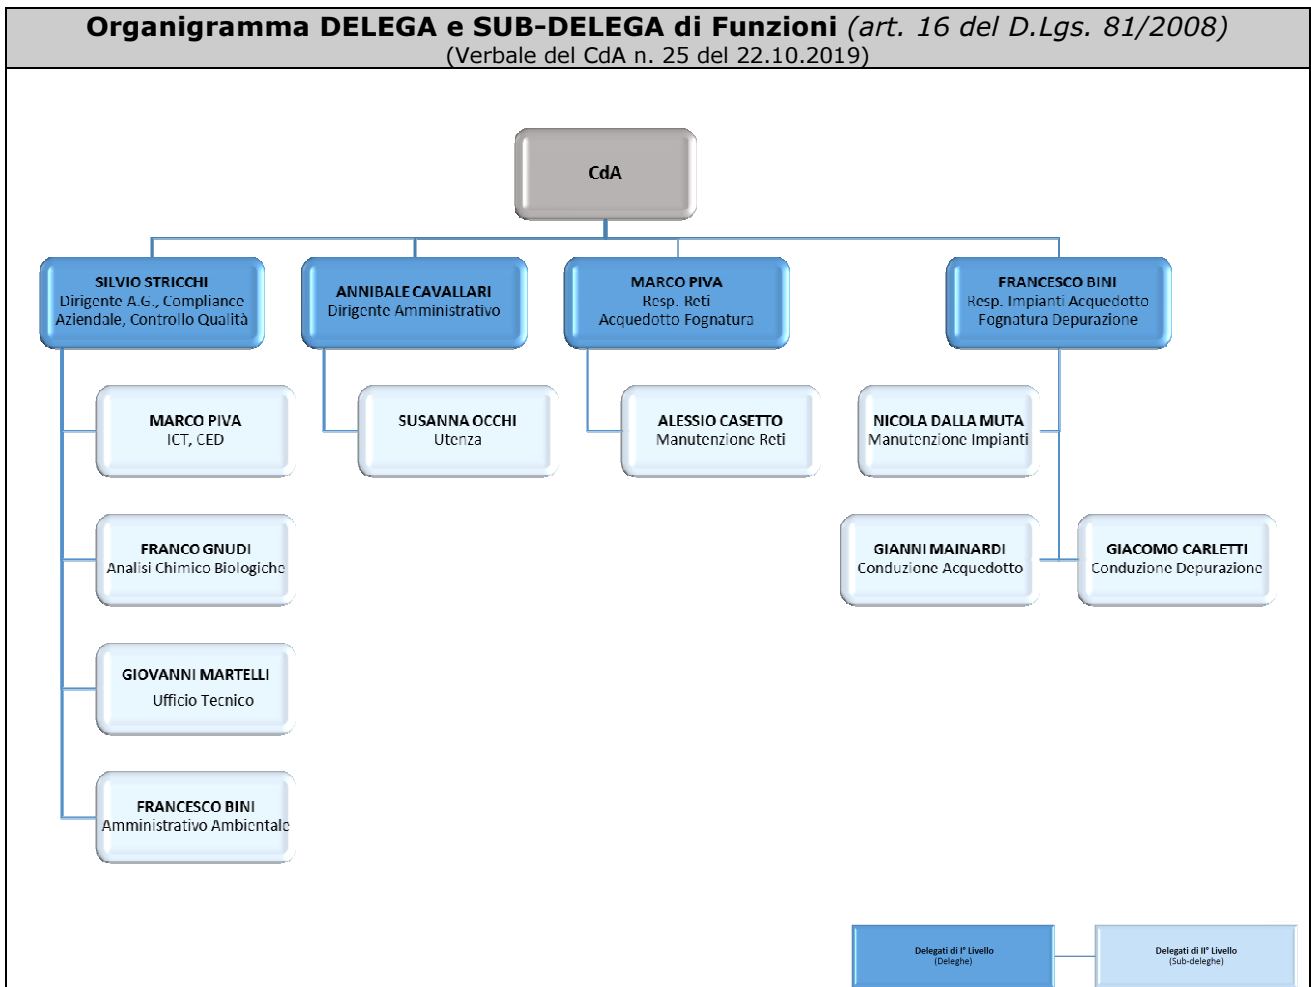 Organigramma DELEGA e SUB-DELEGA di Funzioni (art. 16 del D.Lgs. 81/2008)
(Verbale del CdA n. 25 del 22.10.2019)
CdA
SILVIO STRICCHI
Dirigente A.G., Compliance
Aziendale, Controllo Qualità
ANNIBALE CAVALLARI
Dirigente Amministrativo
MARCO PIVA
Resp. Reti
Acquedotto Fognatura
FRANCESCO BINI
Resp. Impianti Acquedotto
Fognatura Depurazione
MARCO PIVA
ICT, CED
SUSANNA OCCHI
Utenza
ALESSIO CASETTO
Manutenzione Reti
NICOLA DALLA MUTA
Manutenzione Impianti
FRANCO GNUDI
Analisi Chimico Biologiche
GIANNI MAINARDI
Conduzione Acquedotto
GIACOMO CARLETTI
Conduzione Depurazione
GIOVANNI MARTELLI
Ufficio Tecnico
FRANCESCO BINI
Amministrativo Ambientale
Delegati di I° Livello
(Deleghe)
Delegati di II° Livello
(Sub-deleghe)